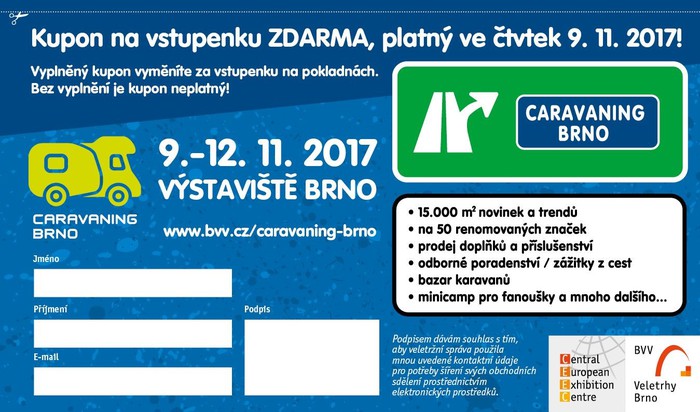 Kupon na vstupenku ZDARMA, platný ve čtvrtek 9. 11. 2017!
Vyplněný kupon vyměníte za vstupenku na pokladnách.
Bez vyplnění je kupon neplatný!
CARAVANING
BRNO
9.-12. 11. 2017
VÝSTAVIŠTĚ BRNO
www.bvv.cz/caravaning-brno
CARAVANING
BRNO
• 15.000 m² novinek a trendů
• na 50 renomovaných značek
• prodej doplňků a příslušenství
• odborné poradenství / zážitky z cest
• bazar karavanů
• minicamp pro fanoušky a mnoho dalšího...
Jméno
Příjmení
Podpis
E-mail
Podpisem dávám souhlas s tím,
aby veletržní správa použila
mnou uvedené kontaktní údaje
pro potřeby šíření svých obchodních
sdělení prostřednictvím
elektronických prostředků.
Central
European
Exhibition
Centre
BVV
Veletrhy
Brno